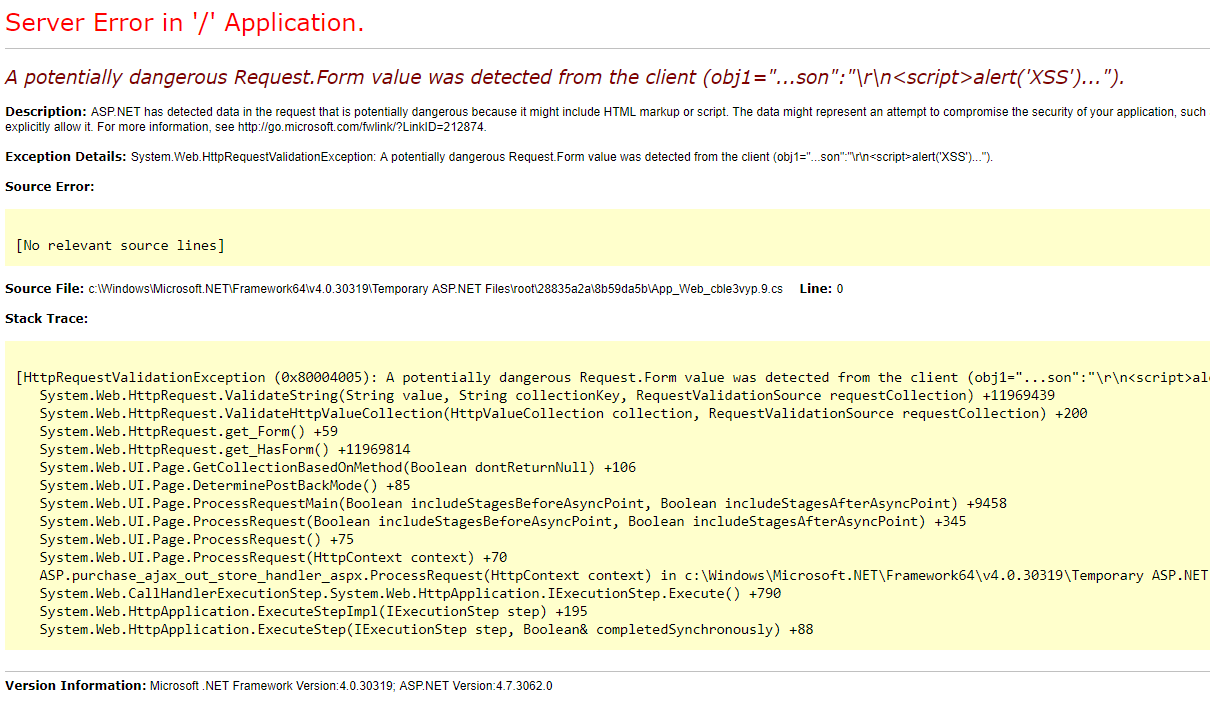 Server Error in '/' Application.
A potentially dangerous Request.Form value was detected from the client (obj1="...son":"\r\n<script>alert('XSS')...").
Description: ASP.NET has detected data in the request that is potentially dangerous because it might include HTML markup or script. The data might represent an attempt to compromise the security of your application, such
explicitly allow it. For more information, see http://go.microsoft.com/fwlink/?LinkID=212874.
Exception Details: System.Web.HttpRequestValidationException: A potentially dangerous Request.Form value was detected from the client (obj1="...son":"\r\n<script>alert('XSS')...").
Source Error:
[No relevant source lines]
Source File: c:\Windows\Microsoft.NET\Framework64\v4.0.30319\Temporary ASP.NET Files\root\28835a2a\8b59da5b\App_Web_cble3vyp.9.cs    Line: 0
Stack Trace:
[HttpRequestValidationException (0x80004005): A potentially dangerous Request.Form value was detected from the client (obj1="...son":"\r\n<script>al
System.Web.HttpRequest.ValidateString(String value, String collectionKey, RequestValidationSource requestCollection) +11969439
System.Web.HttpRequest.ValidateHttpValueCollection(HttpValueCollection collection, RequestValidationSource requestCollection) +200
System.Web.HttpRequest.get_Form() +59
System.Web.HttpRequest.get_HasForm() +11969814
System.Web.UI.Page.GetCollectionBasedOnMethod(Boolean dontReturnNull) +106
System.Web.UI.Page.DeterminePostBackMode() +85
System.Web.UI.Page.ProcessRequestMain(Boolean includeStagesBeforeAsyncPoint, Boolean includeStagesAfterAsyncPoint) +9458
System.Web.UI.Page.ProcessRequest(Boolean includeStagesBeforeAsyncPoint, Boolean includeStagesAfterAsyncPoint) +345
System.Web.UI.Page.ProcessRequest() +75
System.Web.UI.Page.ProcessRequest(HttpContext context) +70
ASP.purchase_ajax_out_store_handler_aspx.ProcessRequest(HttpContext context) in c:\Windows\Microsoft.NET\Framework64\v4.0.30319\Temporary ASP.NET
System.Web.CallHandlerExecutionStep.System.Web.HttpApplication.IExecutionStep.Execute() +790
System.Web.HttpApplication.ExecuteStepImpl(IExecutionStep step) +195
System.Web.HttpApplication.ExecuteStep(IExecutionStep step, Boolean& completedSynchronously) +88
Version Information: Microsoft .NET Framework Version:4.0.30319; ASP.NET Version:4.7.3062.0